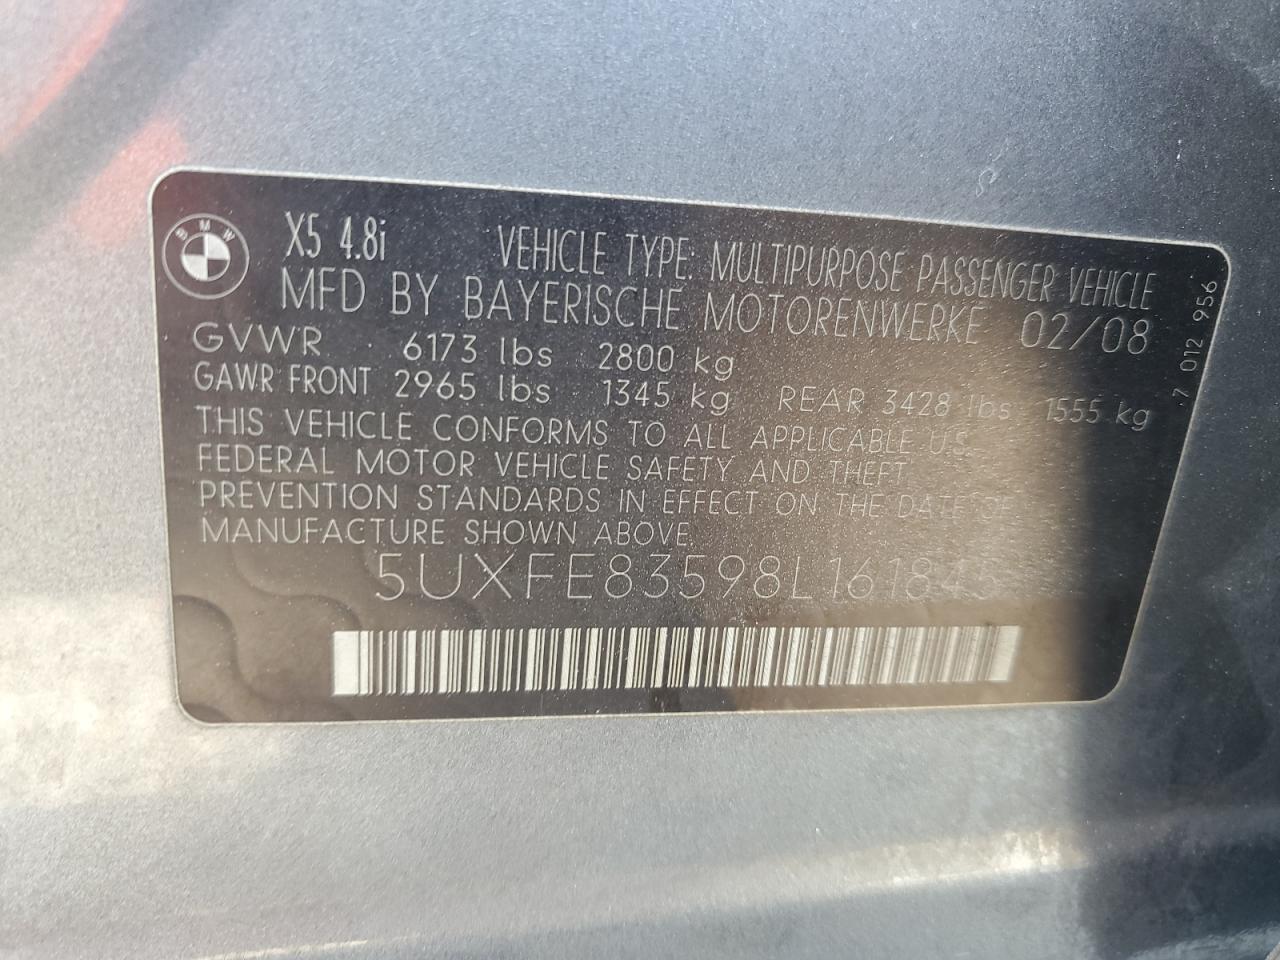 BMW
X5 4.8i VEHICLE TYPE: MULTIPURPOSE PASSENGER VEHICLE
MFD BY BAYERISCHE MOTORENWERKE 02/08
GVWR 6173 lbs 2800 kg
GAWR FRONT 2965 lbs 1345 kg REAR 3428 lbs 1555 kg
THIS VEHICLE CONFORMS TO ALL APPLICABLE U.S.
FEDERAL MOTOR VEHICLE SAFETY AND THEFT
PREVENTION STANDARDS IN EFFECT ON THE DATE OF
MANUFACTURE SHOWN ABOVE.
5UXFE83598L161845
7 012 956